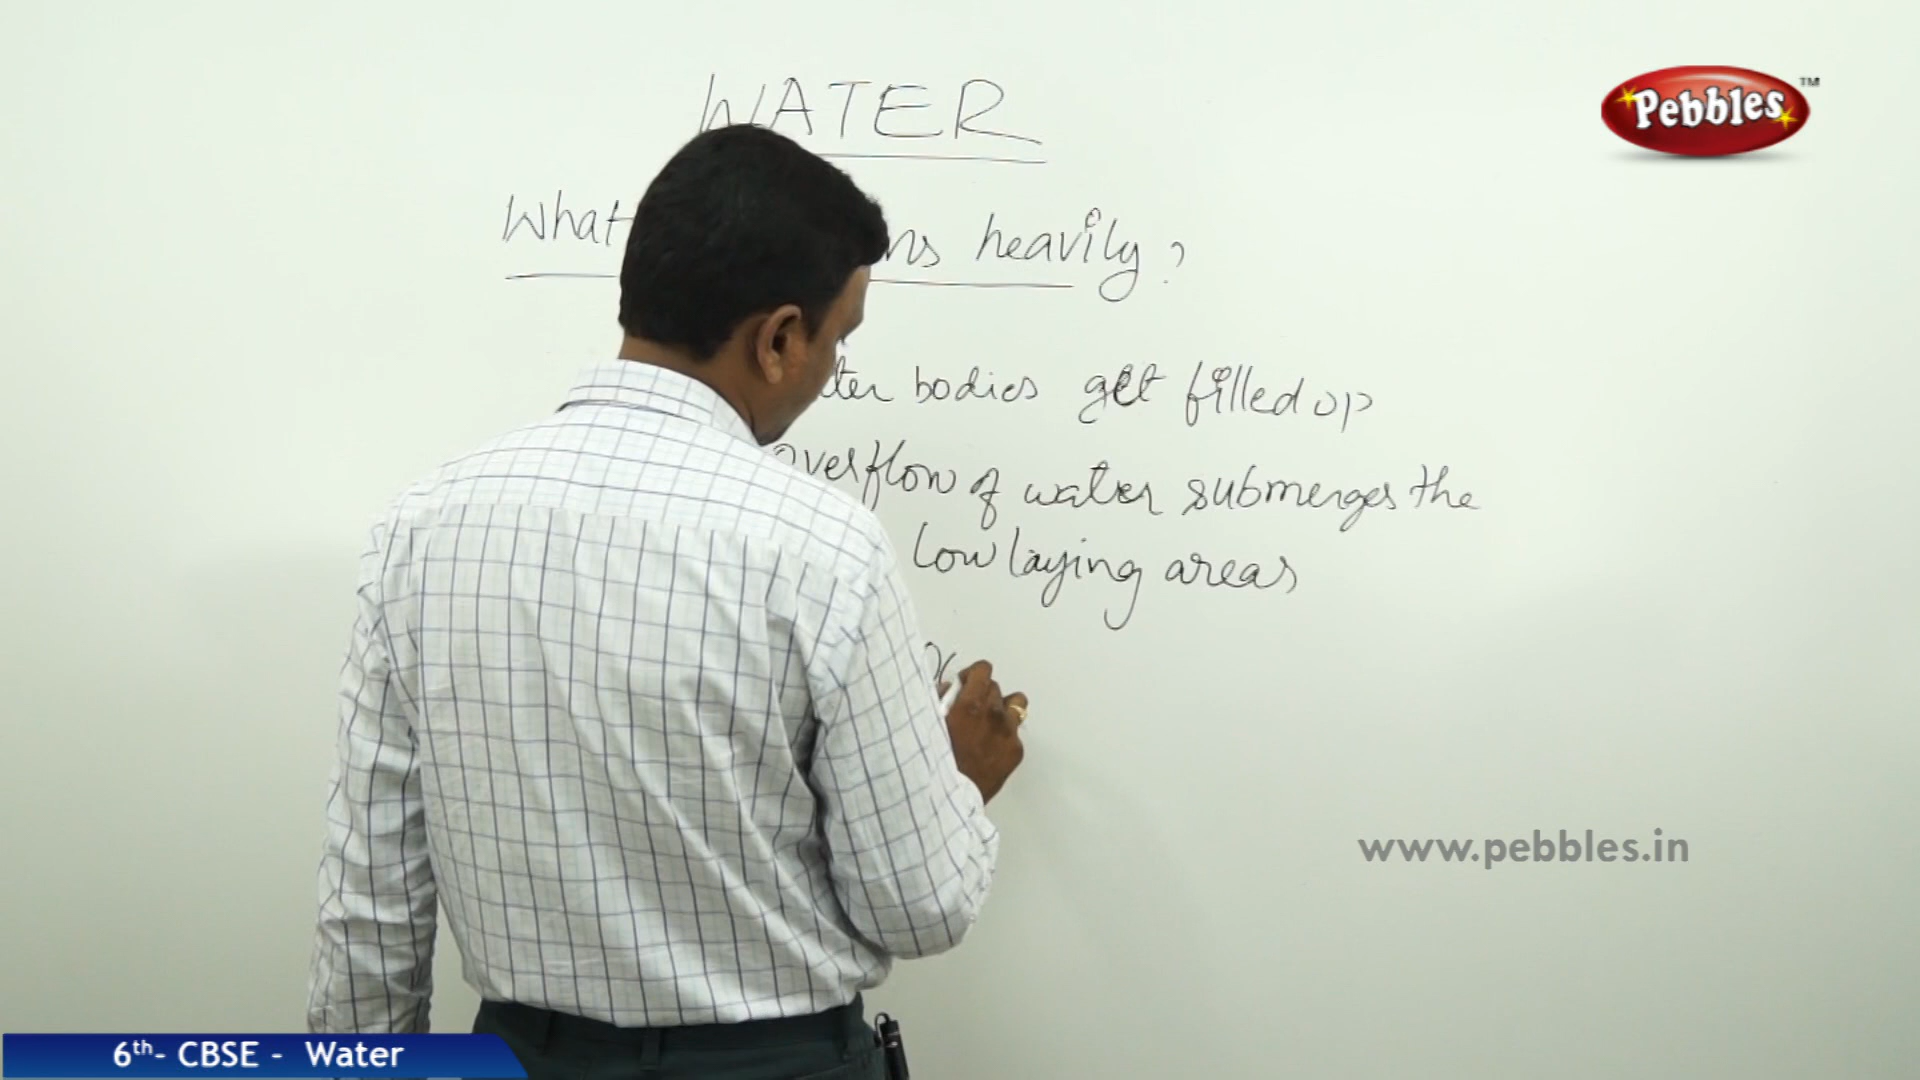 WATER
Pebbles™
What ns heavily?
ter bodies get filled up
overflow of water submerges the
low laying areas
www.pebbles.in
6th- CBSE - Water